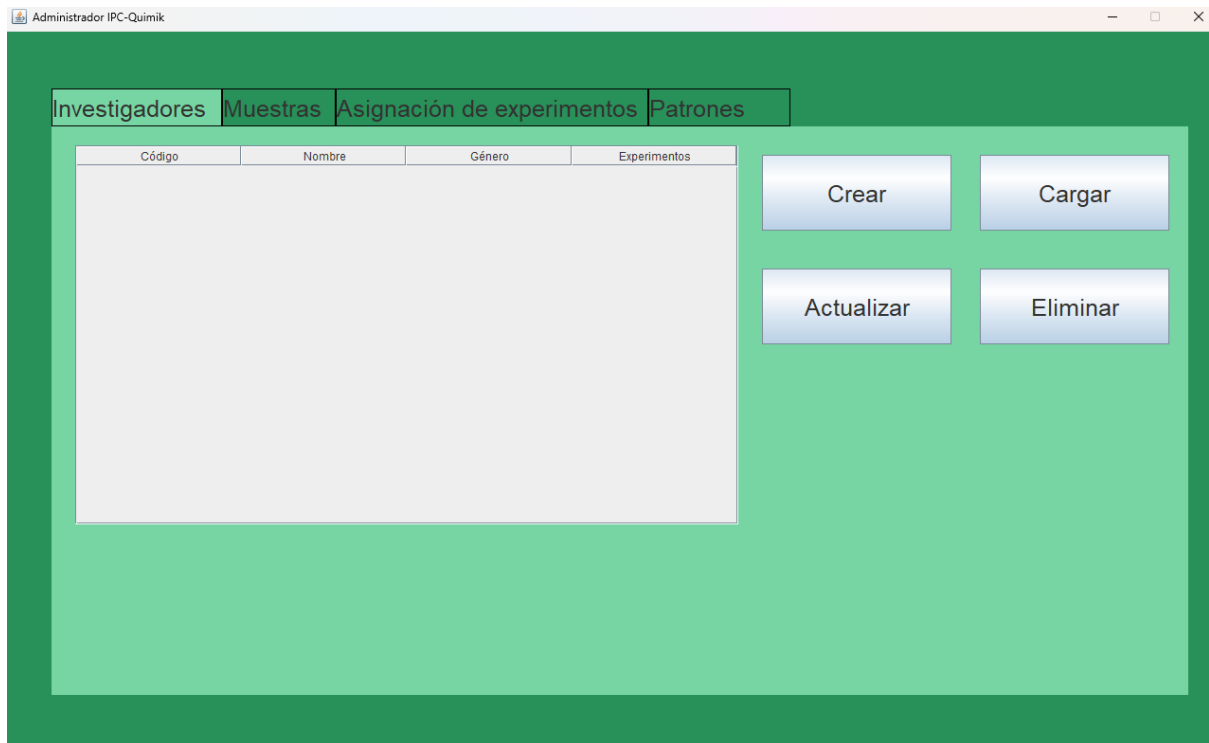 Administrador IPC-Quimik
Investigadores Muestras Asignación de experimentos Patrones
Código Nombre Género Experimentos
Crear Cargar
Actualizar Eliminar